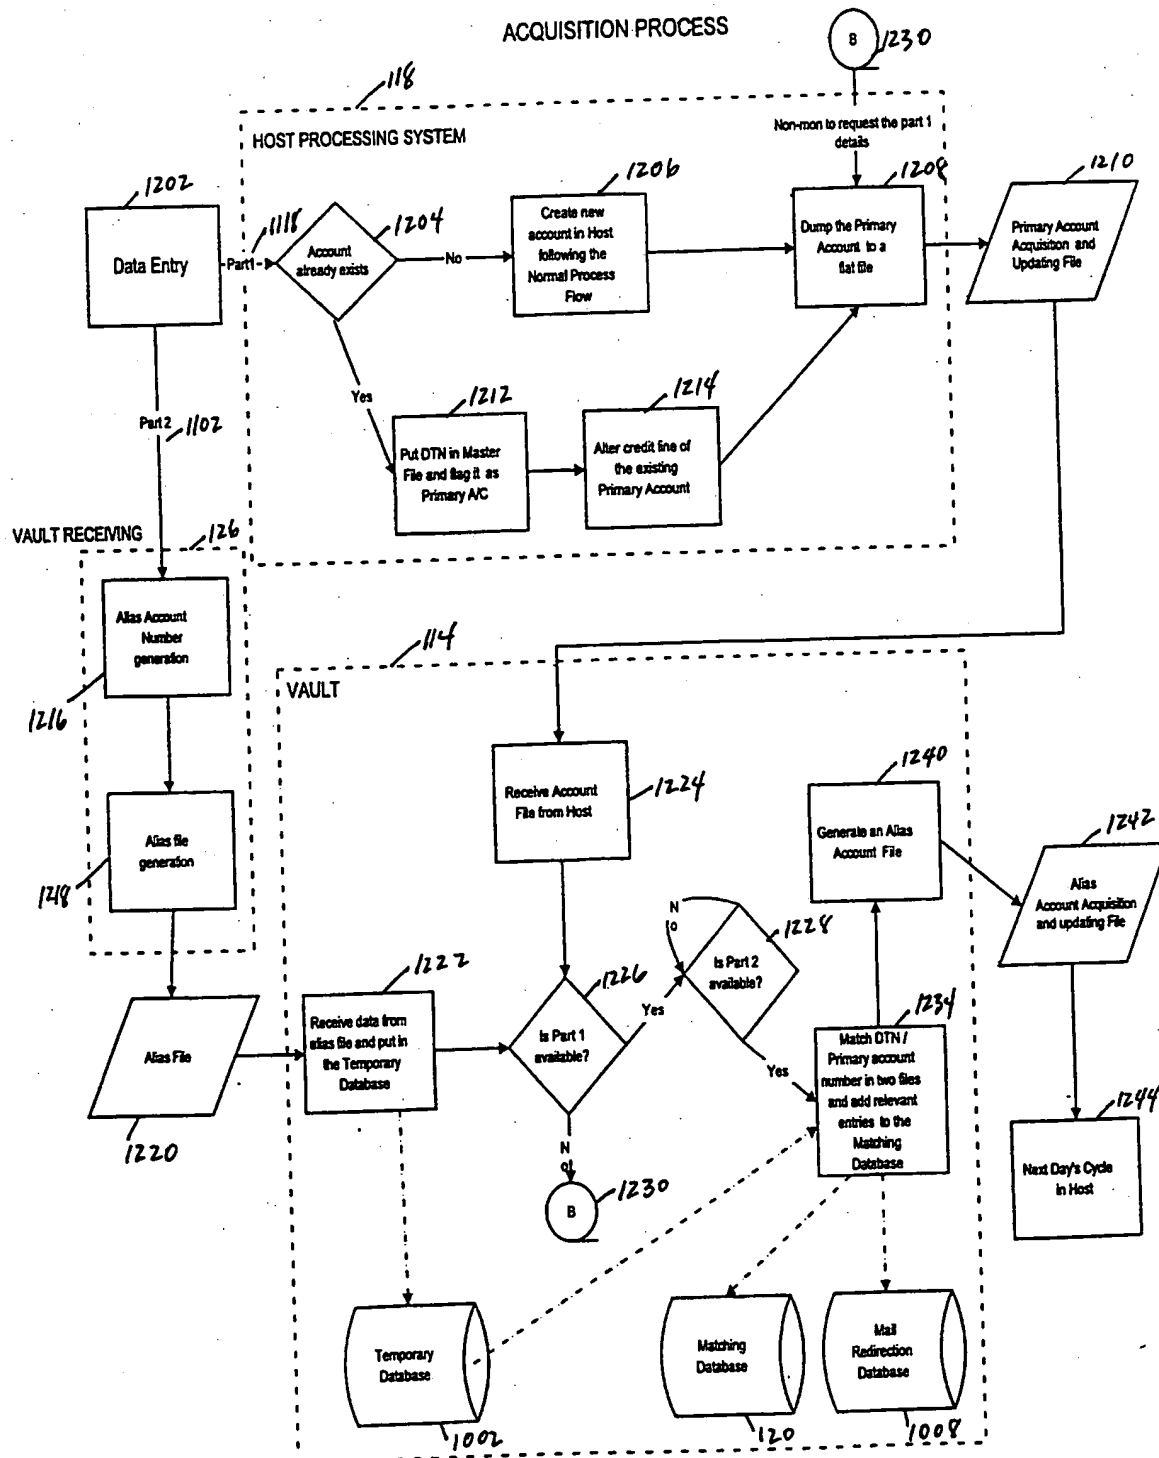 ACQUISITION PROCESS
B
1230
118
HOST PROCESSING SYSTEM
Non-mon to request the part 1
details
1202
Data Entry
1118
Part1
1204
Account
already exists
No
1206
Create new
account in Host
following the
Normal Process
Flow
1208
Dump the Primary
Account to a
flat file
1210
Primary Account
Acquisition and
Updating File
Yes
1212
Put DTN in Master
File and flag it as
Primary A/C
1214
Alter credit line of
the existing
Primary Account
Part 2
1102
VAULT RECEIVING
126
Alias Account
Number
generation
1216
Alias file
generation
1218
Alias File
1220
114
VAULT
Receive Account
File from Host
1224
1240
Generate an Alias
Account File
1242
Alias
Account Acquisition
and updating File
1222
Receive data from
alias file and put in
the Temporary
Database
1226
Is Part 1
available?
Yes
N
o
1228
Is Part 2
available?
Yes
1234
Match DTN /
Primary account
number in two files
and add relevant
entries to the
Matching
Database
1244
Next Day's Cycle
in Host
N
o
B
1230
Temporary
Database
1002
Matching
Database
120
Mail
Redirection
Database
1008